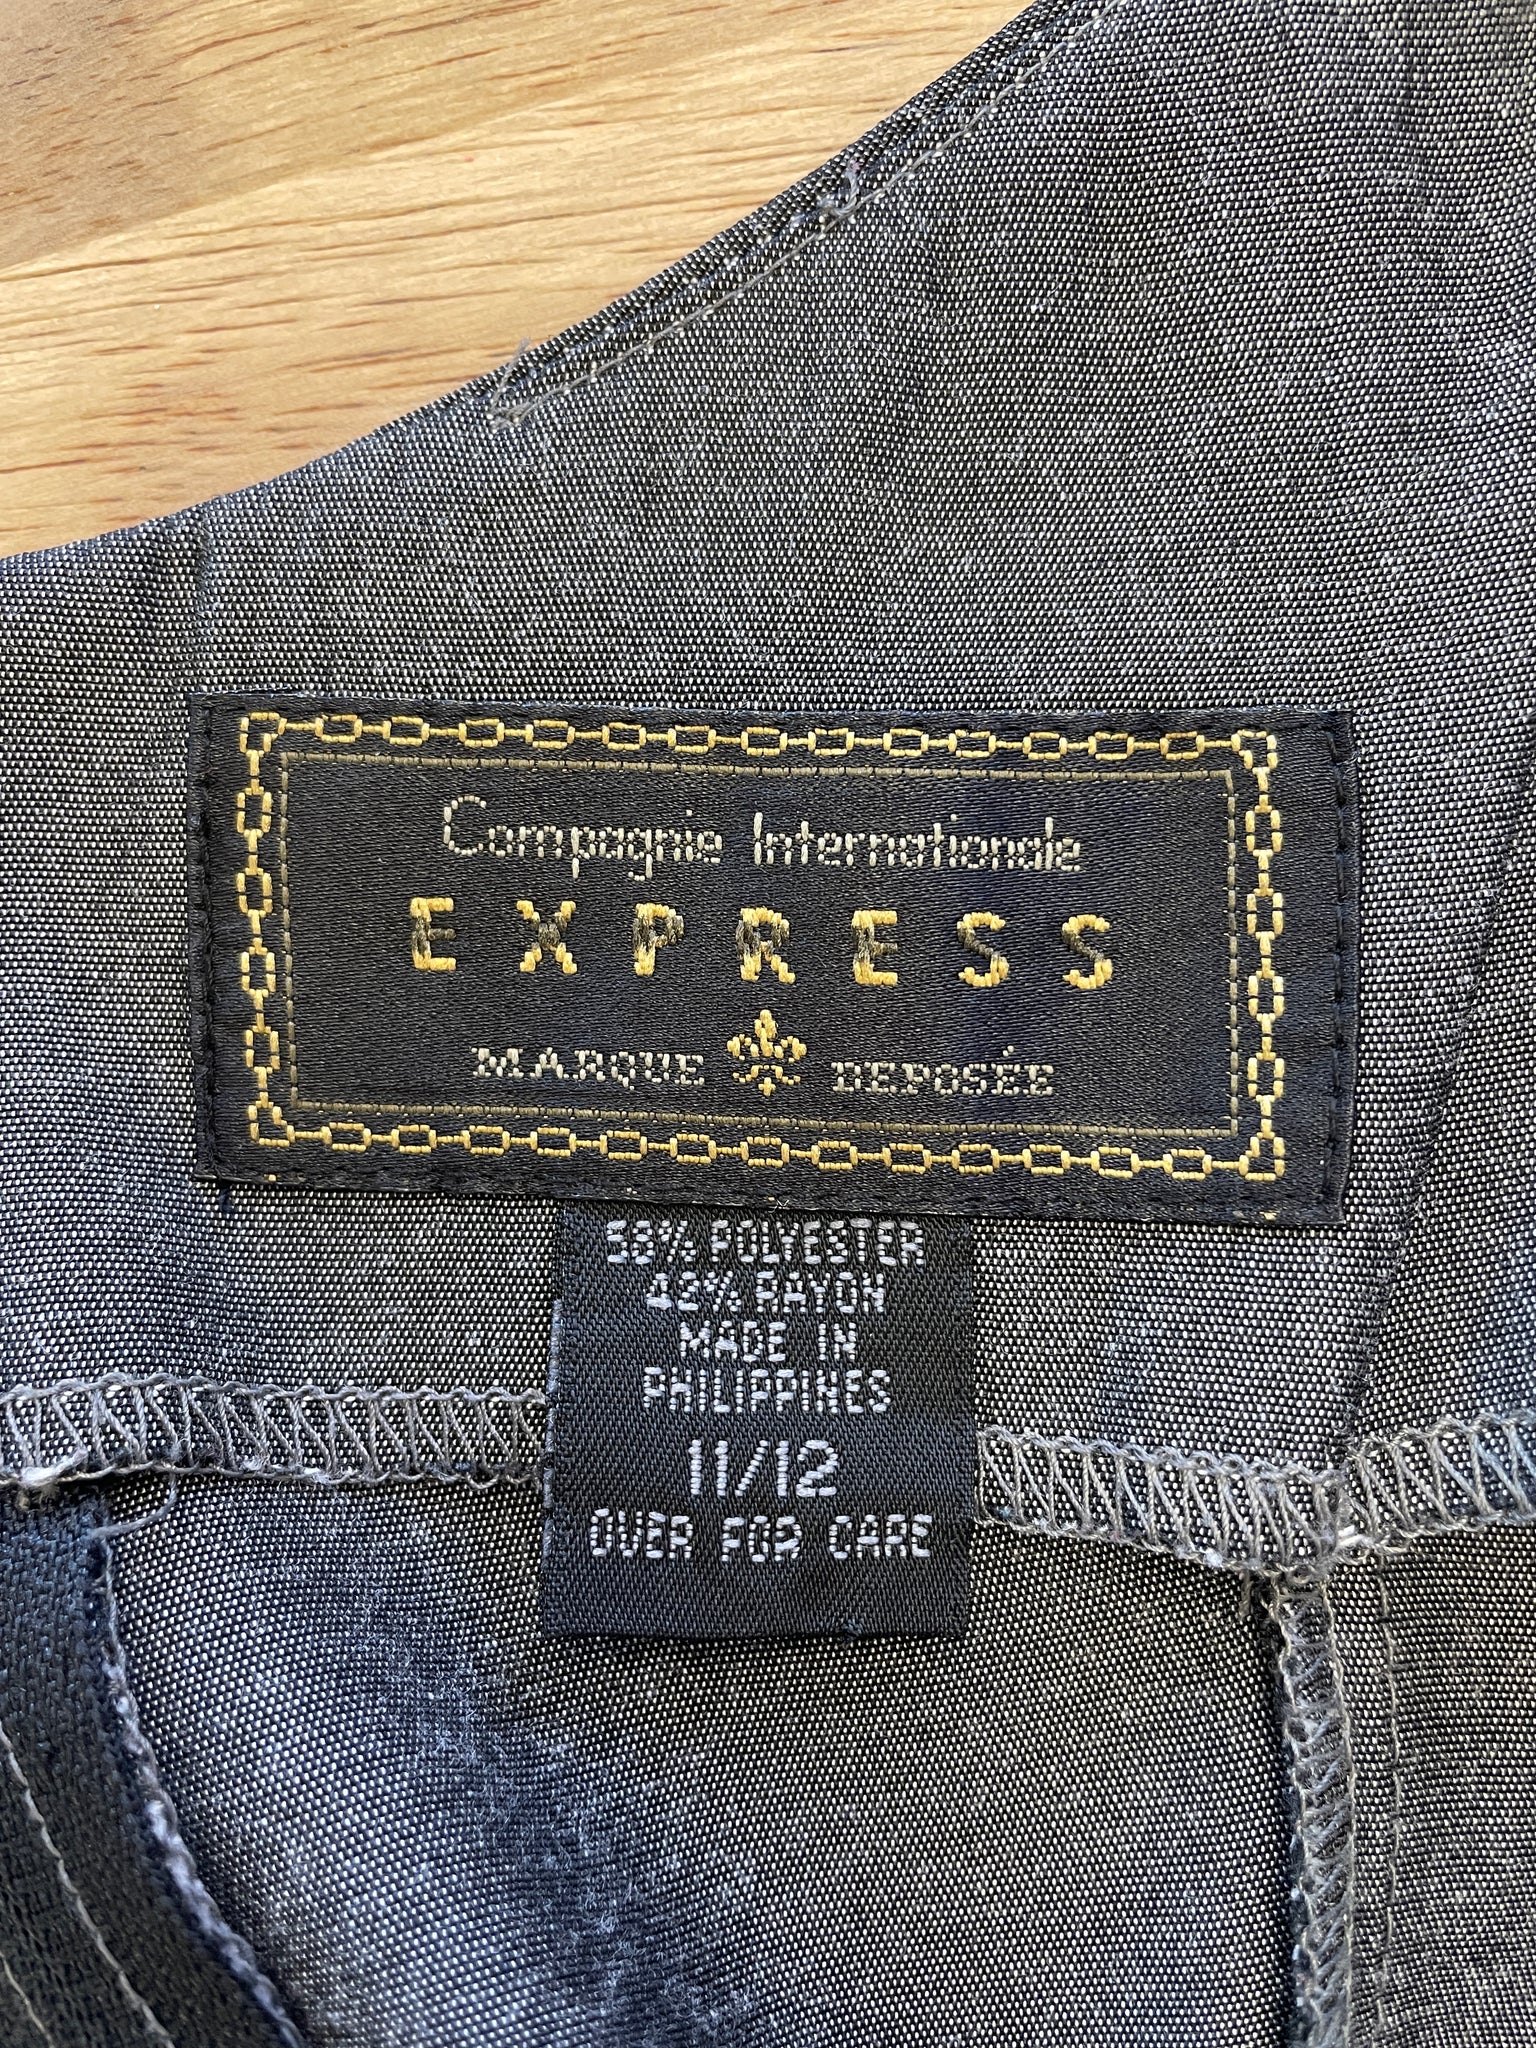 Compagnie Internationale
EXPRESS
MARQUE DEPOSÉE
58% POLYESTER
42% RAYON
MADE IN
PHILIPPINES
11/12
OVER FOR CARE